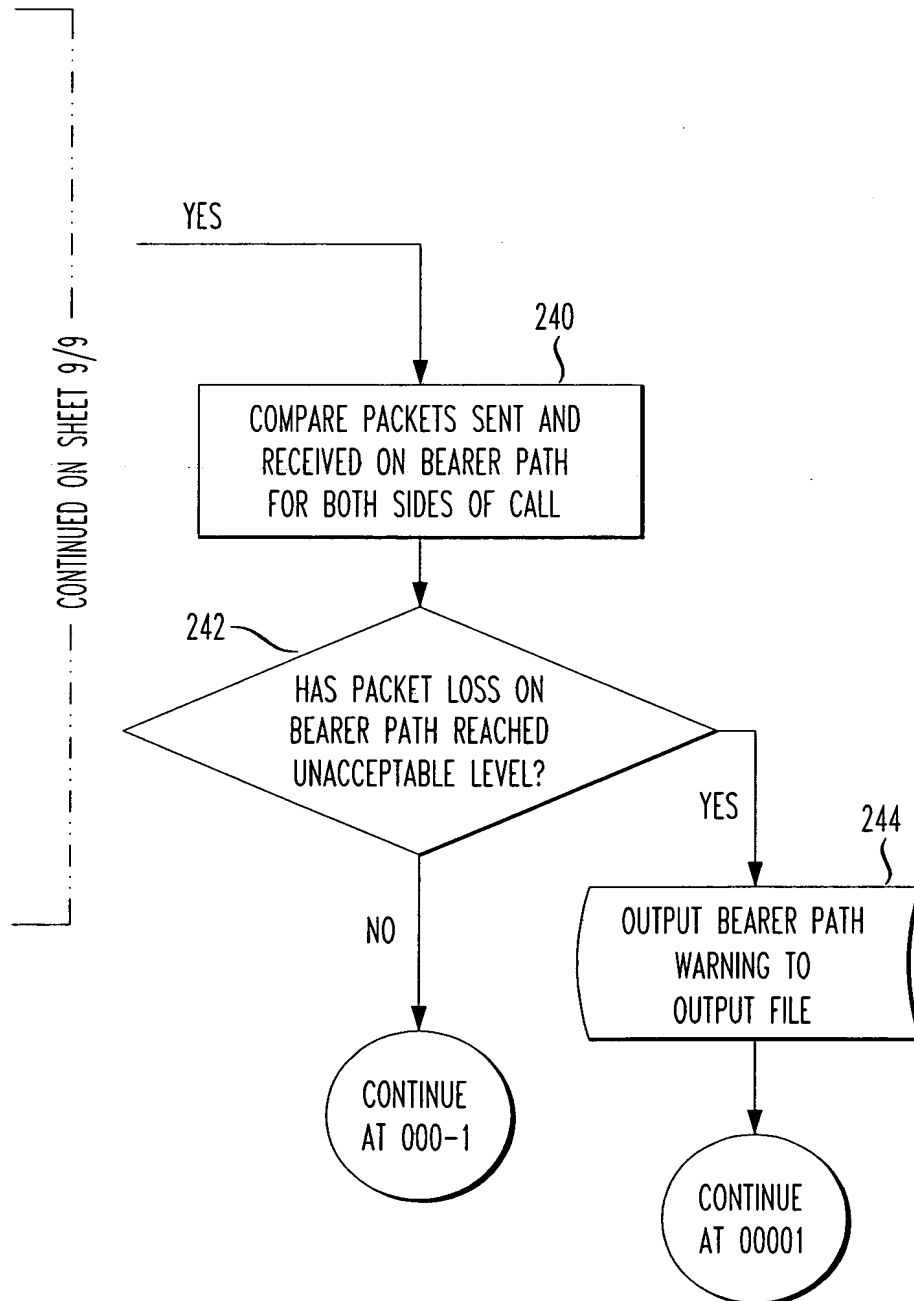 CONTINUED ON SHEET 9/9
YES
240
COMPARE PACKETS SENT AND
RECEIVED ON BEARER PATH
FOR BOTH SIDES OF CALL
242
HAS PACKET LOSS ON
BEARER PATH REACHED
UNACCEPTABLE LEVEL?
YES
244
NO
OUTPUT BEARER PATH
WARNING TO
OUTPUT FILE
CONTINUE
AT 000-1
CONTINUE
AT 00001